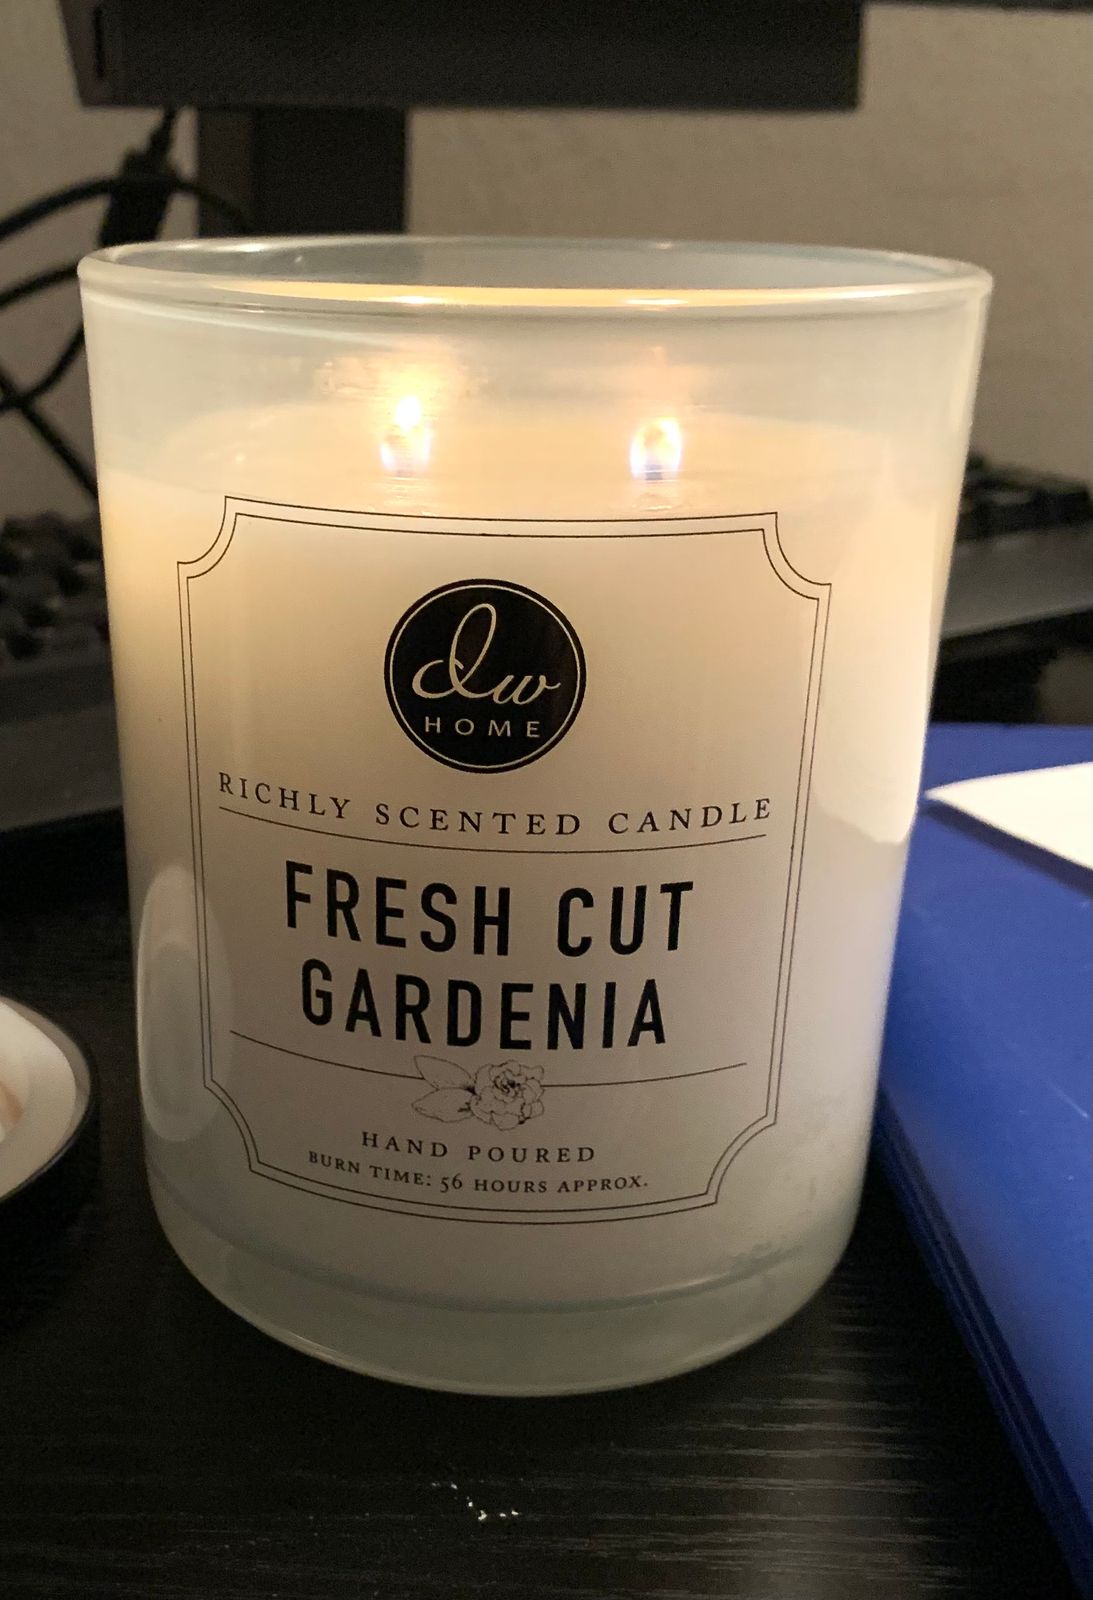 dw
HOME
RICHLY SCENTED CANDLE
FRESH CUT
GARDENIA
HAND POURED
BURN TIME: 56 HOURS APPROX.